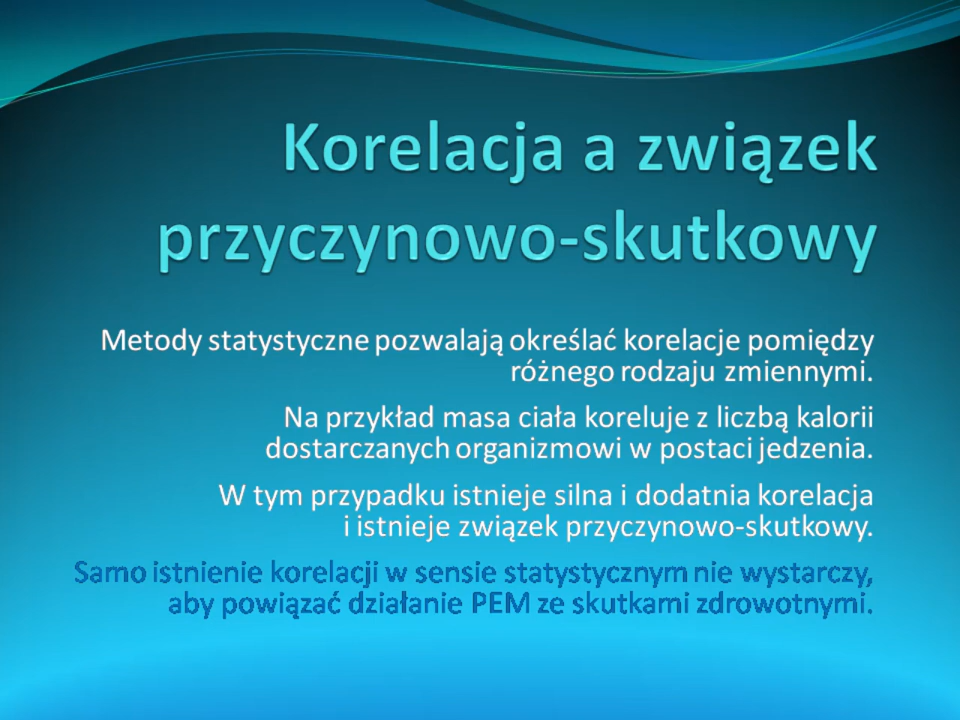 Korelacja a związek
przyczynowo-skutkowy
Metody statystyczne pozwalają określać korelacje pomiędzy
różnego rodzaju zmiennymi.
Na przykład masa ciała koreluje z liczbą kalorii
dostarczanych organizmowi w postaci jedzenia.
W tym przypadku istnieje silna i dodatnia korelacja
i istnieje związek przyczynowo-skutkowy.
Samo istnienie korelacji w sensie statystycznym nie wystarczy,
aby powiązać działanie PEM ze skutkami zdrowotnymi.